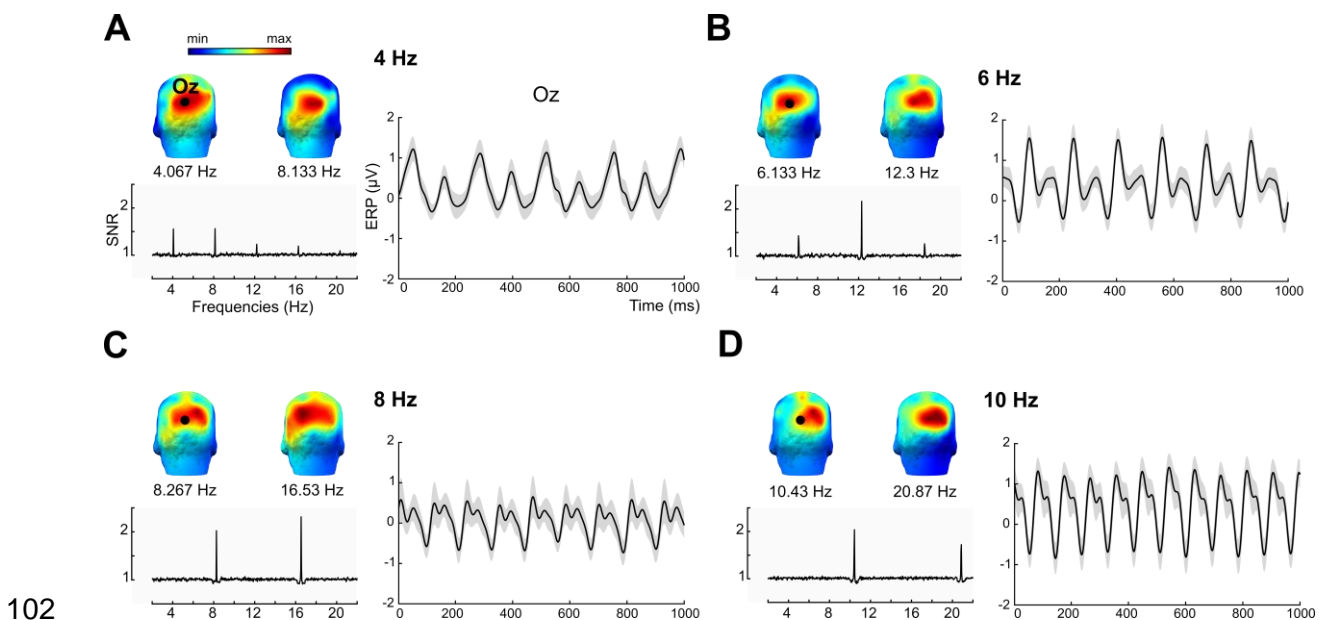 A
min max
4 Hz
Oz
Oz
4.067 Hz 8.133 Hz
SNR
2
1
4 8 12 16 20
Frequencies (Hz)
ERP (µV)
2
1
0
-1
-2
0 200 400 600 800 1000
Time (ms)
B
6 Hz
6.133 Hz 12.3 Hz
2
1
4 8 12 16 20
2
1
0
-1
-2
0 200 400 600 800 1000
C
8 Hz
8.267 Hz 16.53 Hz
2
1
4 8 12 16 20
2
1
0
-1
-2
0 200 400 600 800 1000
D
10 Hz
10.43 Hz 20.87 Hz
2
1
4 8 12 16 20
2
1
0
-1
-2
0 200 400 600 800 1000
102